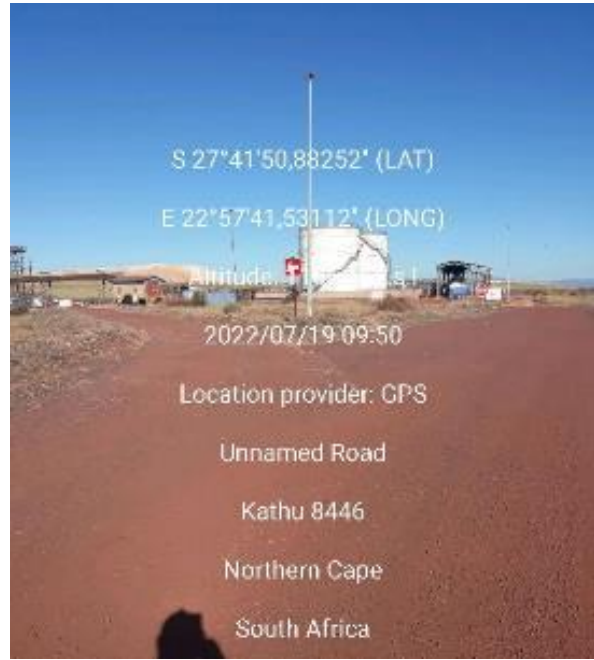 S 27°41'50,88252" (LAT)
E 22°57'41,53112" (LONG)
Altitude:
2022/07/19 09:50
Location provider: GPS
Unnamed Road
Kathu 8446
Northern Cape
South Africa